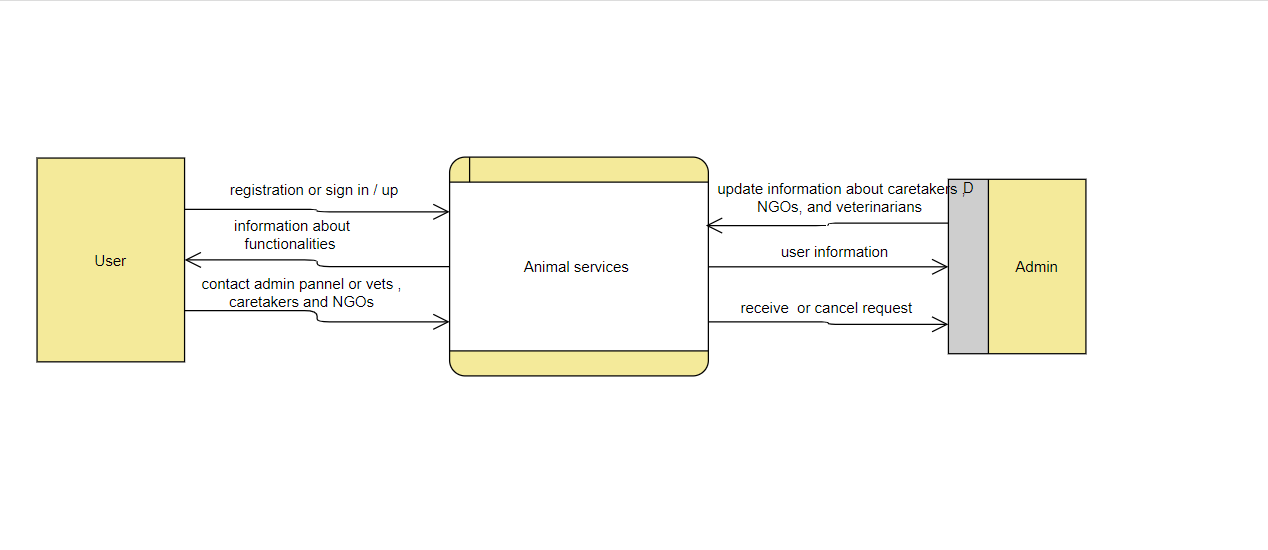 User
registration or sign in / up
information about
functionalities
contact admin pannel or vets ,
caretakers and NGOs
Animal services
update information about caretakers ,
NGOs, and veterinarians
user information
receive or cancel request
D
Admin